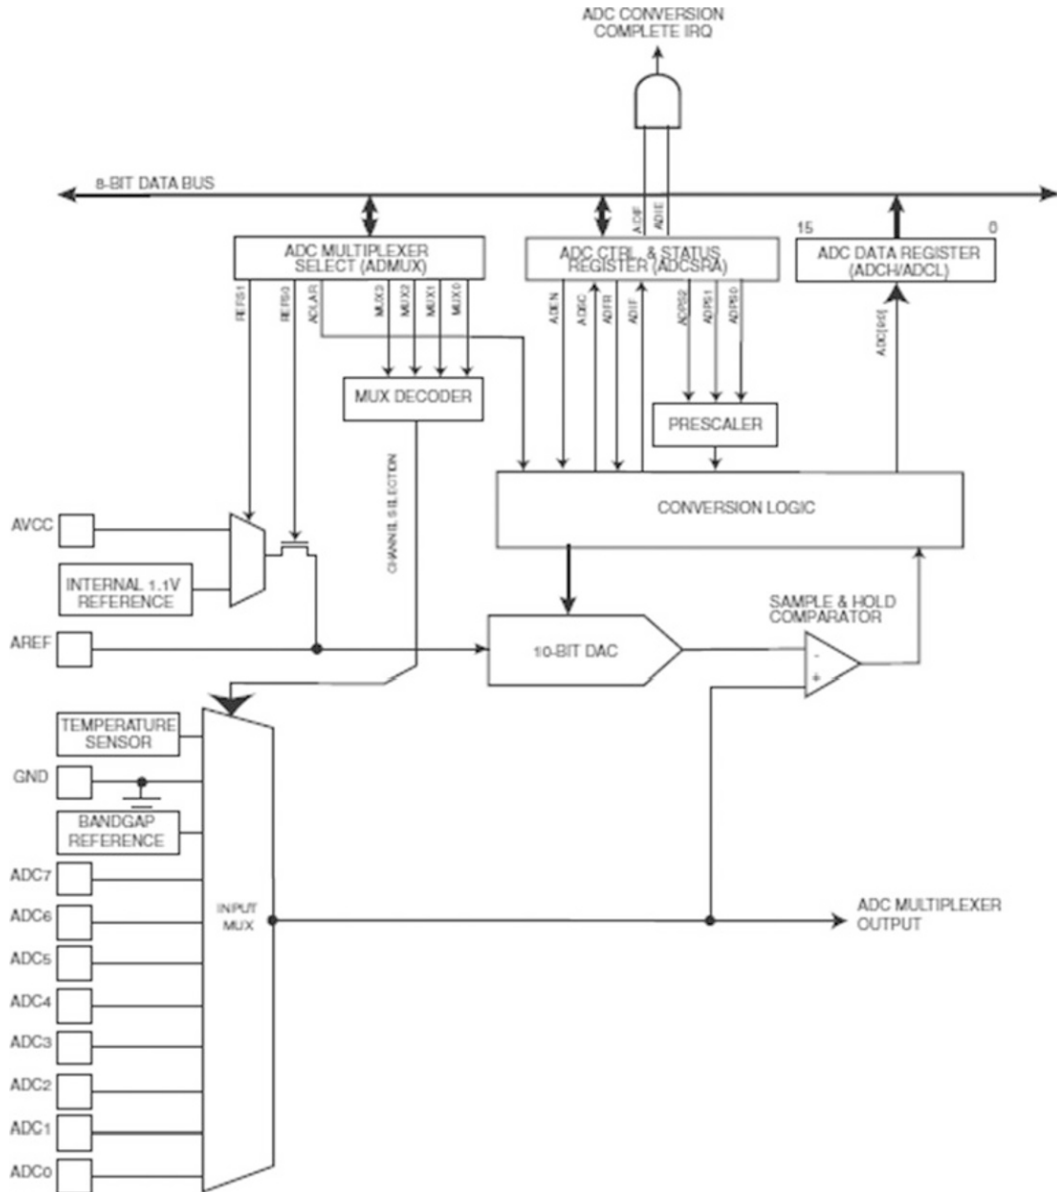 ADC CONVERSION
COMPLETE IRQ
8-BIT DATA BUS
ADIF
ADIE
15
0
ADC MULTIPLEXER
SELECT (ADMUX)
ADC CTRL. & STATUS
REGISTER (ADCSRA)
ADC DATA REGISTER
(ADCH/ADCL)
REFS1
REFS0
ADLAR
MUX3
MUX2
MUX1
MUX0
ADEN
ADSC
ADFR
ADIF
ADPS2
ADPS1
ADPS0
ADC[9:0]
MUX DECODER
PRESCALER
CHANNEL SELECTION
CONVERSION LOGIC
AVCC
INTERNAL 1.1V
REFERENCE
SAMPLE & HOLD
COMPARATOR
AREF
10-BIT DAC
-
+
TEMPERATURE
SENSOR
GND
BANDGAP
REFERENCE
ADC7
ADC6
INPUT
MUX
ADC MULTIPLEXER
OUTPUT
ADC5
ADC4
ADC3
ADC2
ADC1
ADC0